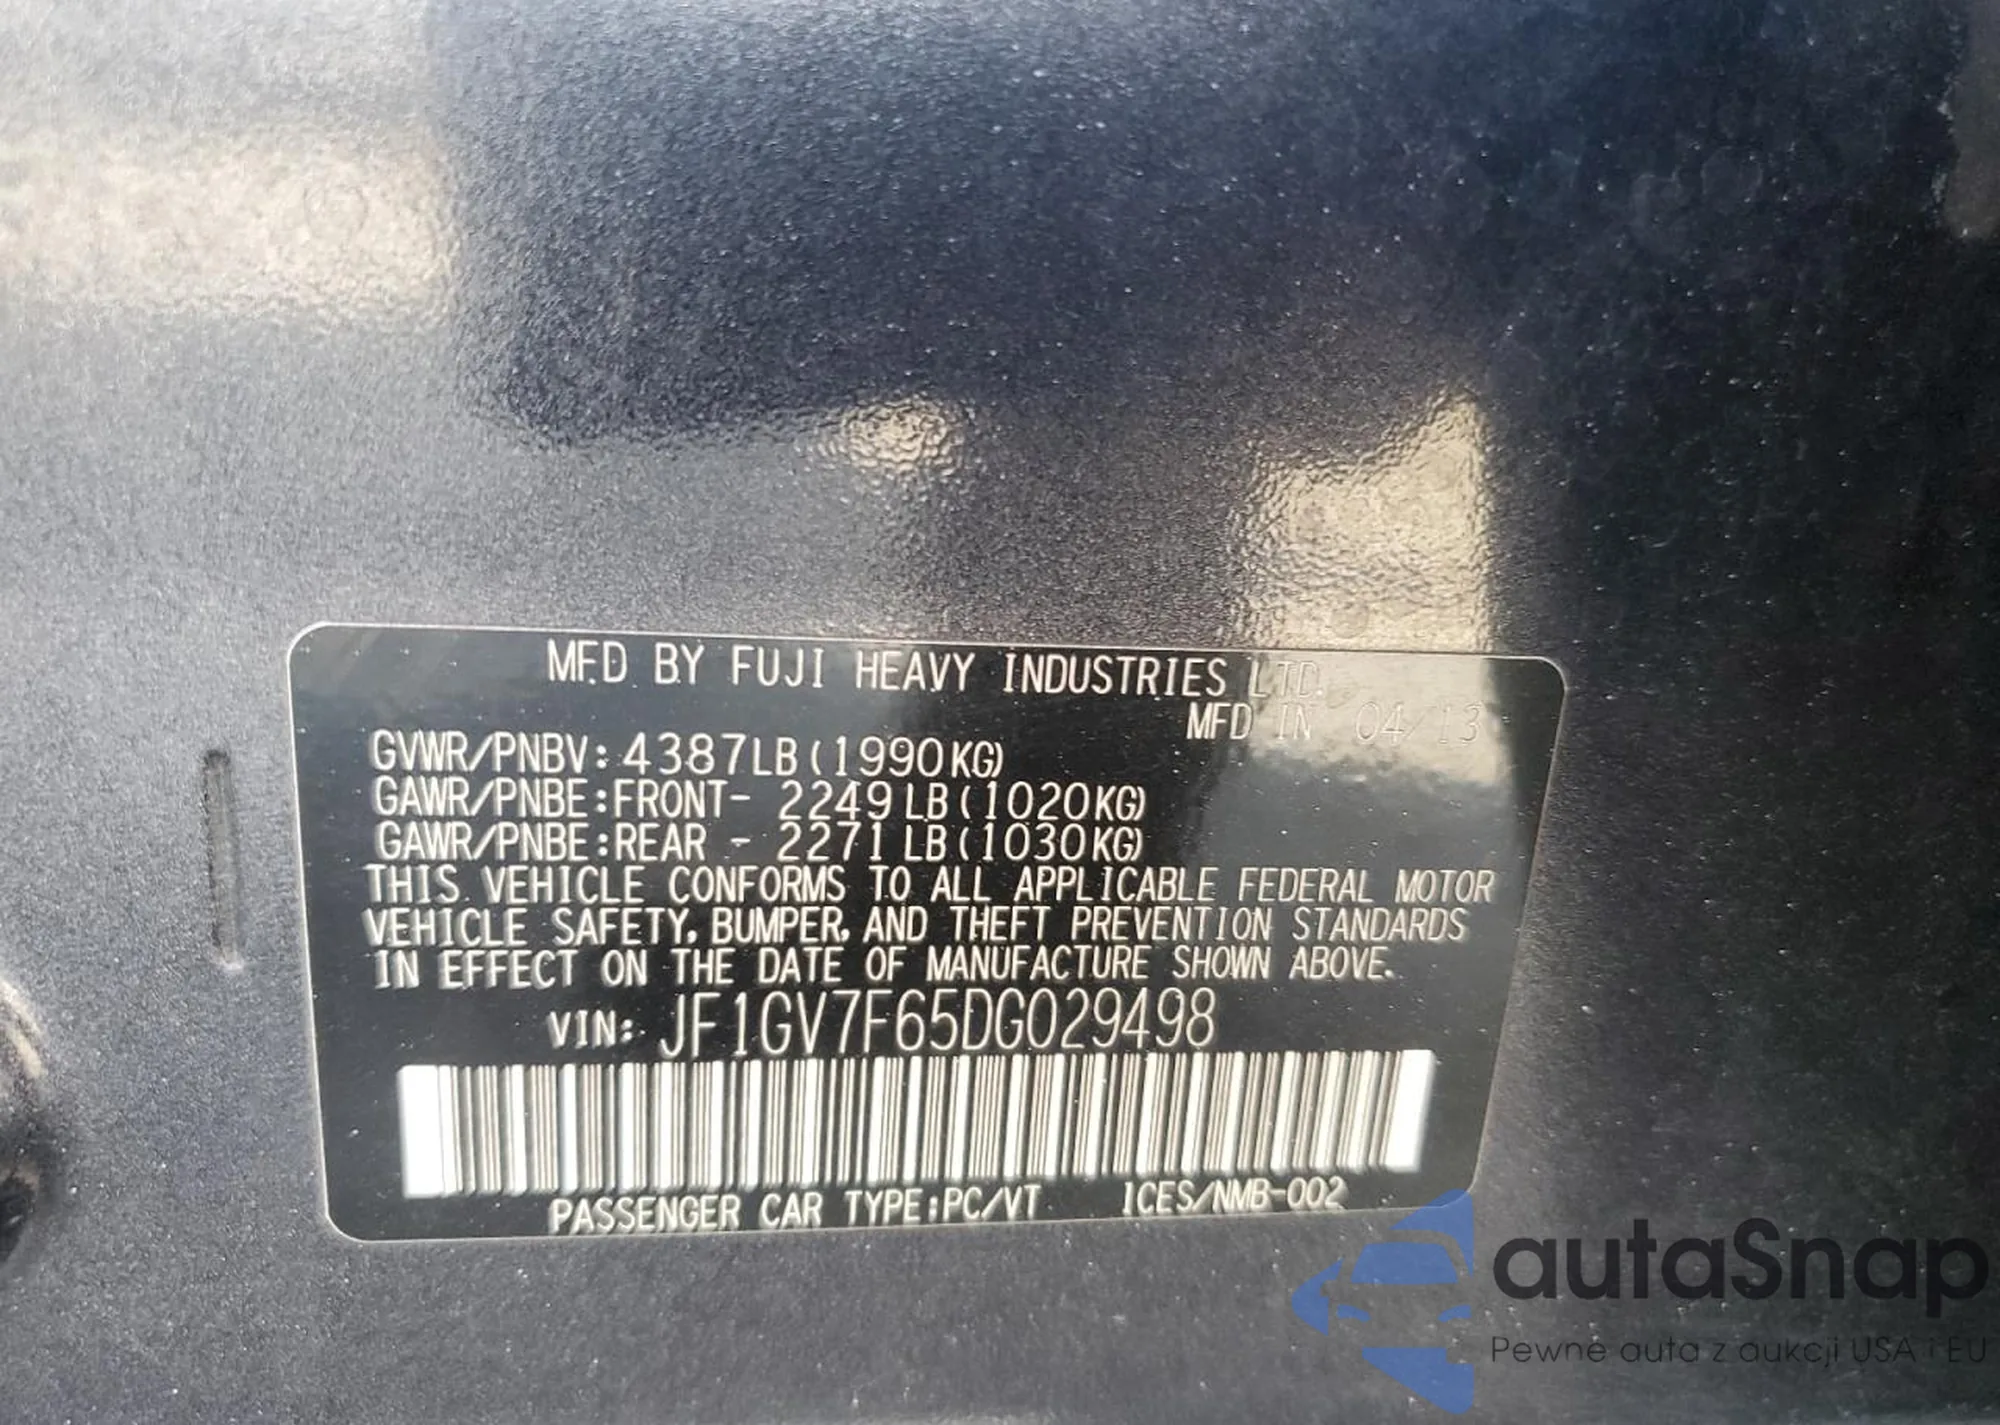 MFD BY FUJI HEAVY INDUSTRIES LTD.
MFD IN 04/13
GVWR/PNBV: 4387LB(1990KG)
GAWR/PNBE:FRONT- 2249LB(1020KG)
GAWR/PNBE:REAR - 2271LB(1030KG)
THIS VEHICLE CONFORMS TO ALL APPLICABLE FEDERAL MOTOR
VEHICLE SAFETY, BUMPER, AND THEFT PREVENTION STANDARDS
IN EFFECT ON THE DATE OF MANUFACTURE SHOWN ABOVE.
VIN: JF1GV7F65DG029498
PASSENGER CAR TYPE:PC/VT ICES/NMB-002
autaSnap
Pewne auta z aukcji USA i EU